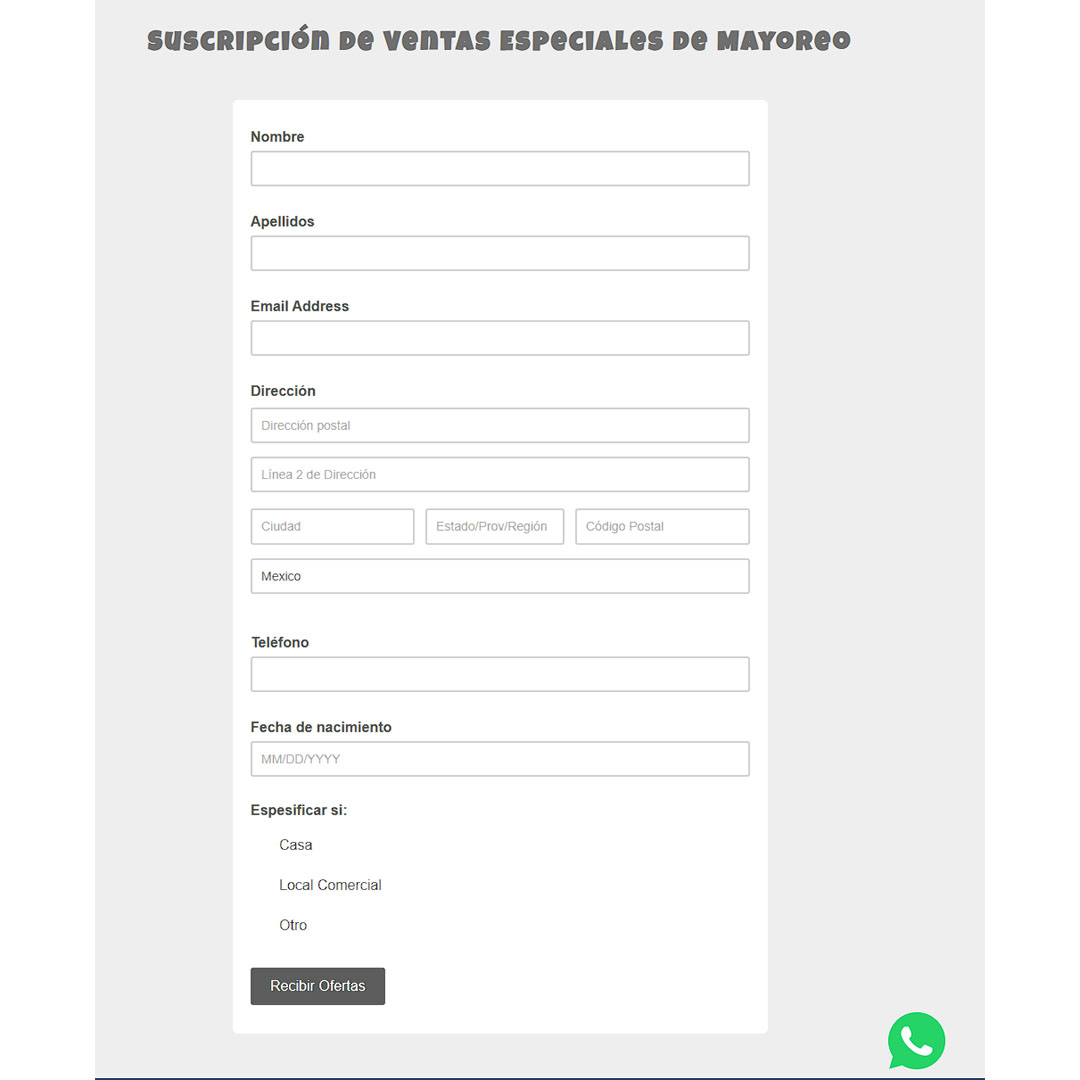 Suscripción de Ventas Especiales de Mayoreo
Nombre
Apellidos
Email Address
Dirección
Dirección postal
Línea 2 de Dirección
Ciudad Estado/Prov/Región Código Postal
Mexico
Teléfono
Fecha de nacimiento
MM/DD/YYYY
Espesificar si:
Casa
Local Comercial
Otro
Recibir Ofertas